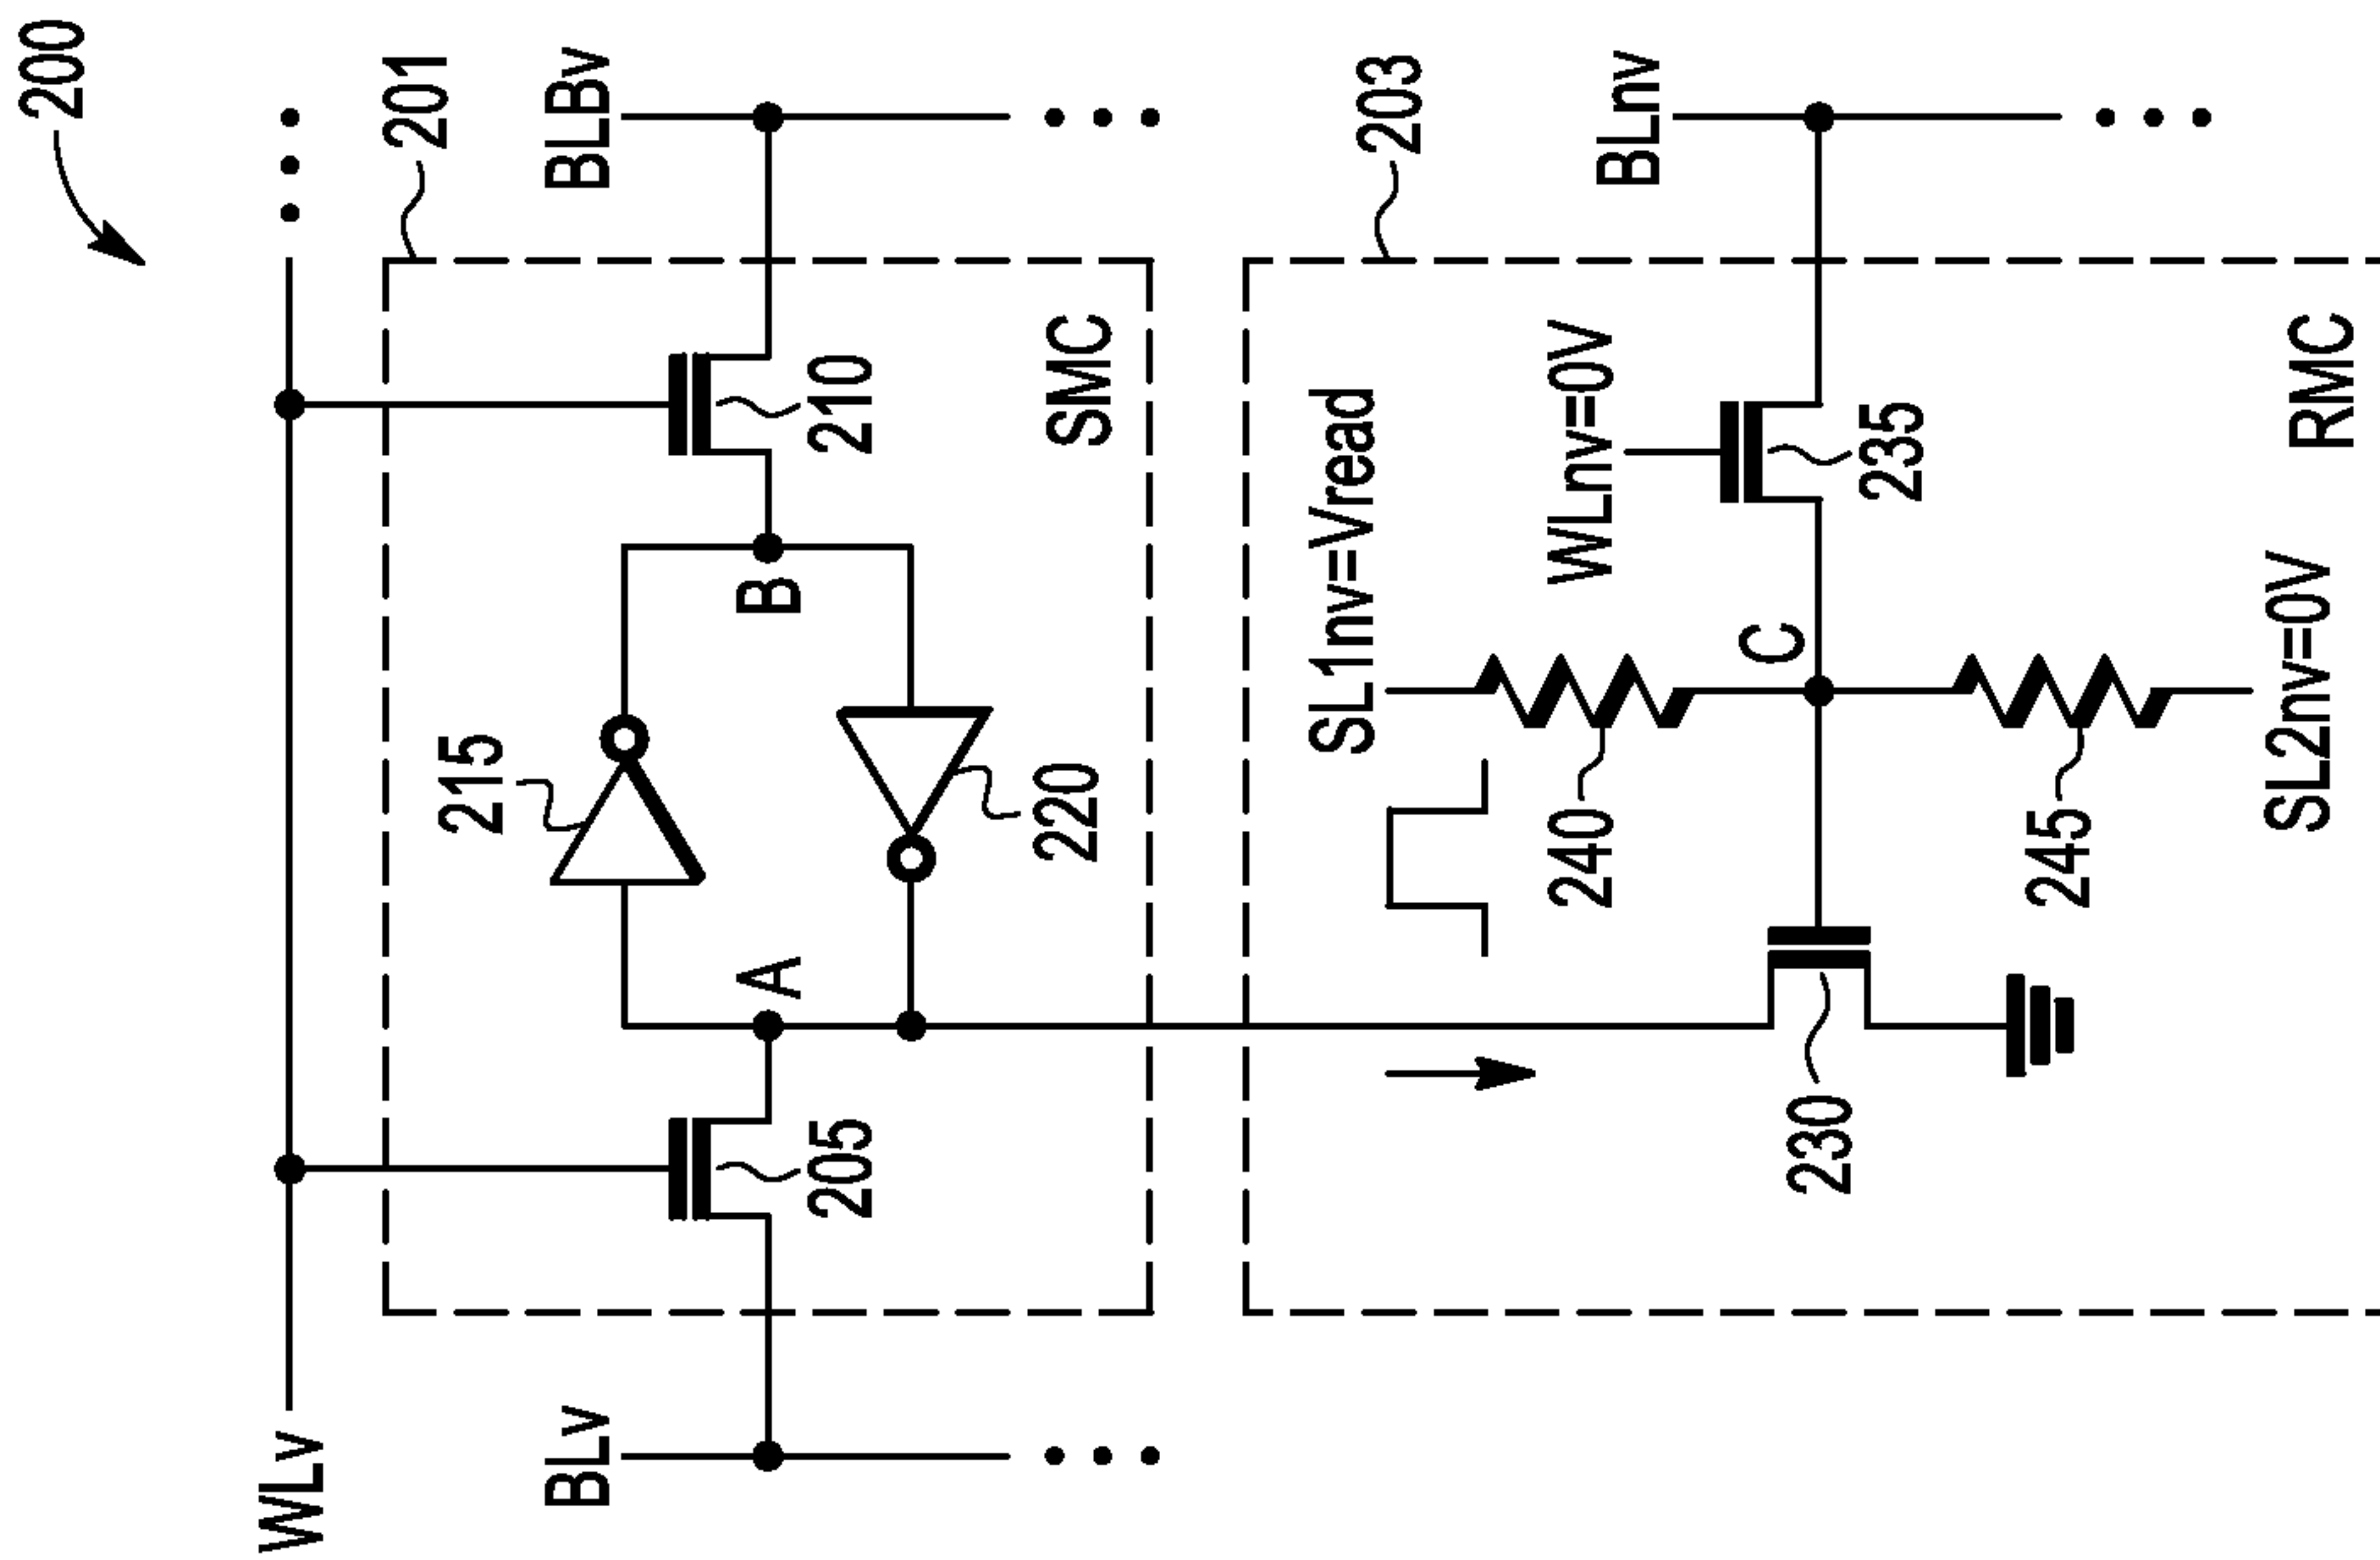 200
WLv
201
BLv
BLBv
205
210
215
220
A
B
SMC
203
SL1nv=Vread
WLnv=0V
BLnv
240
C
235
230
245
SL2nv=0V
RMC